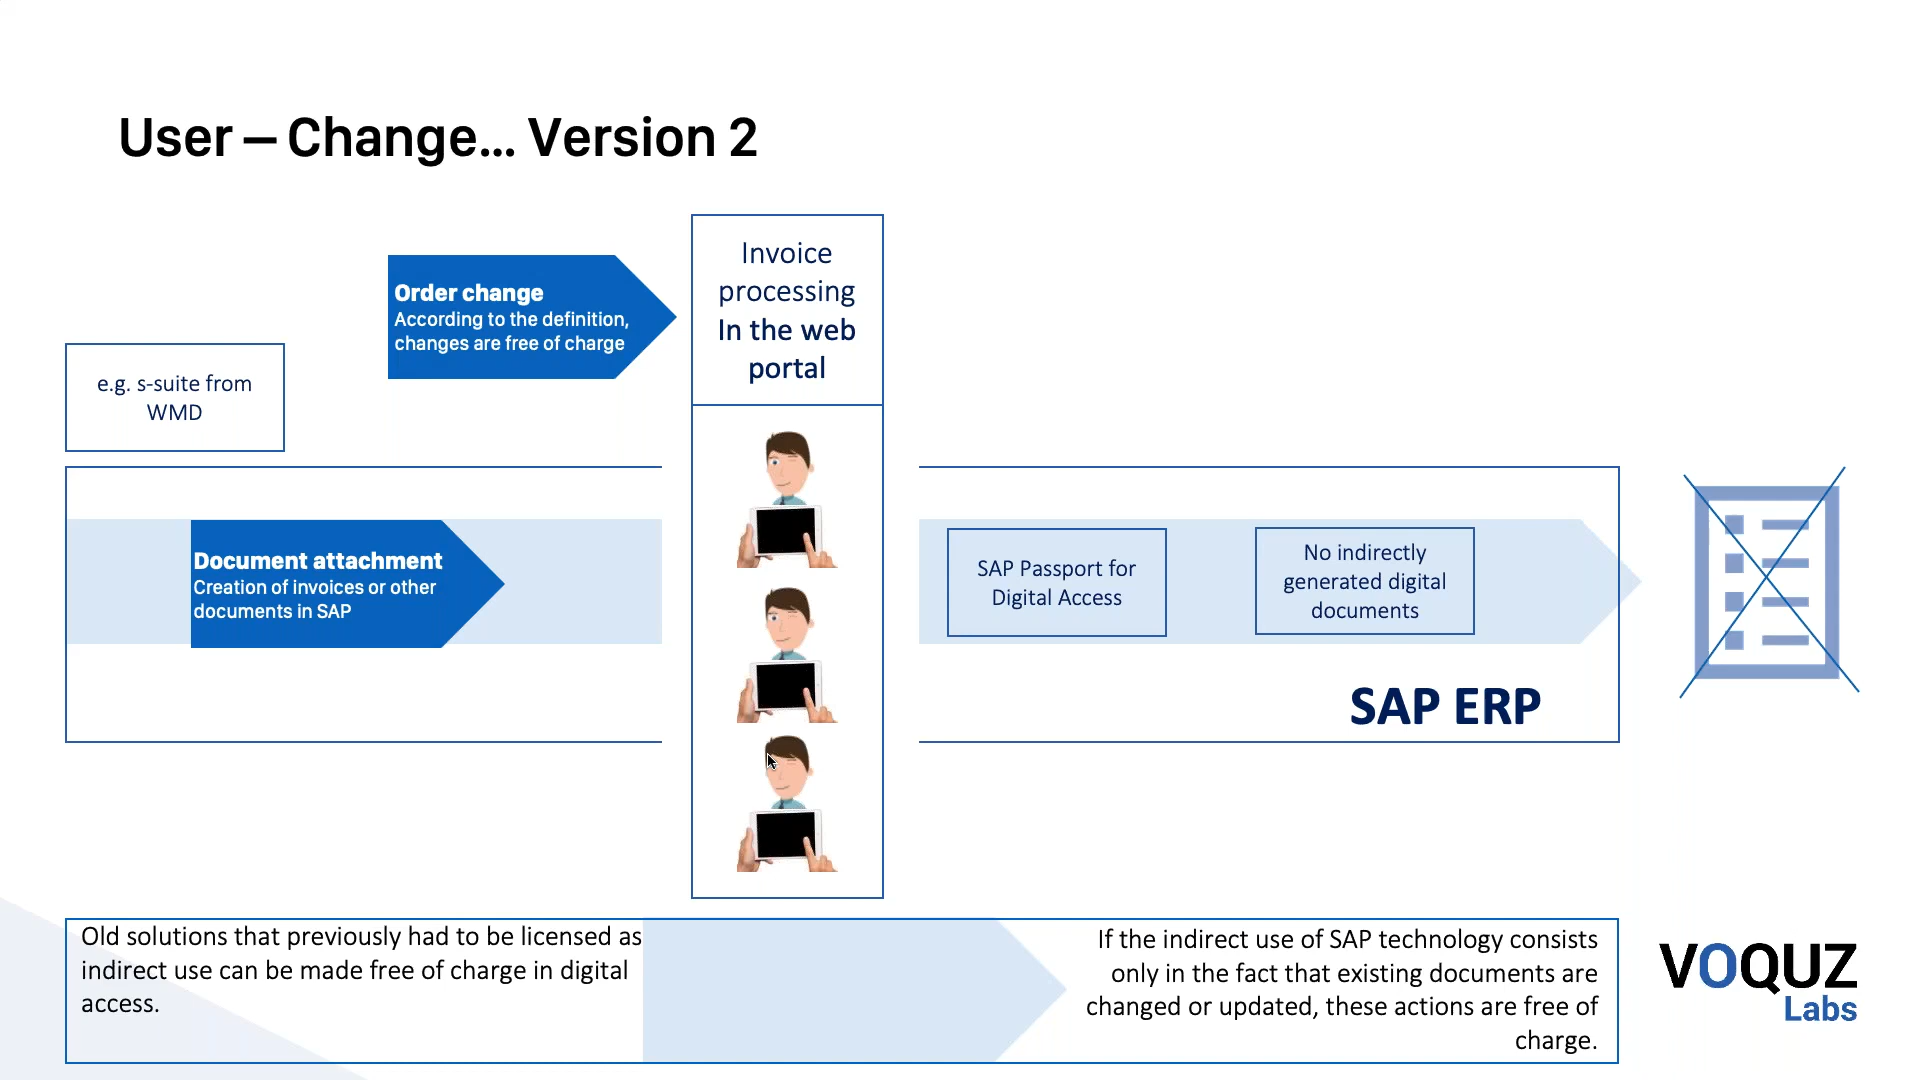 User – Change... Version 2
Invoice
processing
In the web
portal
Order change
According to the definition,
changes are free of charge
e.g. s-suite from
WMD
Document attachment
Creation of invoices or other
documents in SAP
SAP Passport for
Digital Access
No indirectly
generated digital
documents
SAP ERP
Old solutions that previously had to be licensed as
indirect use can be made free of charge in digital
access.
If the indirect use of SAP technology consists
only in the fact that existing documents are
changed or updated, these actions are free of
charge.
VOQUZ
Labs